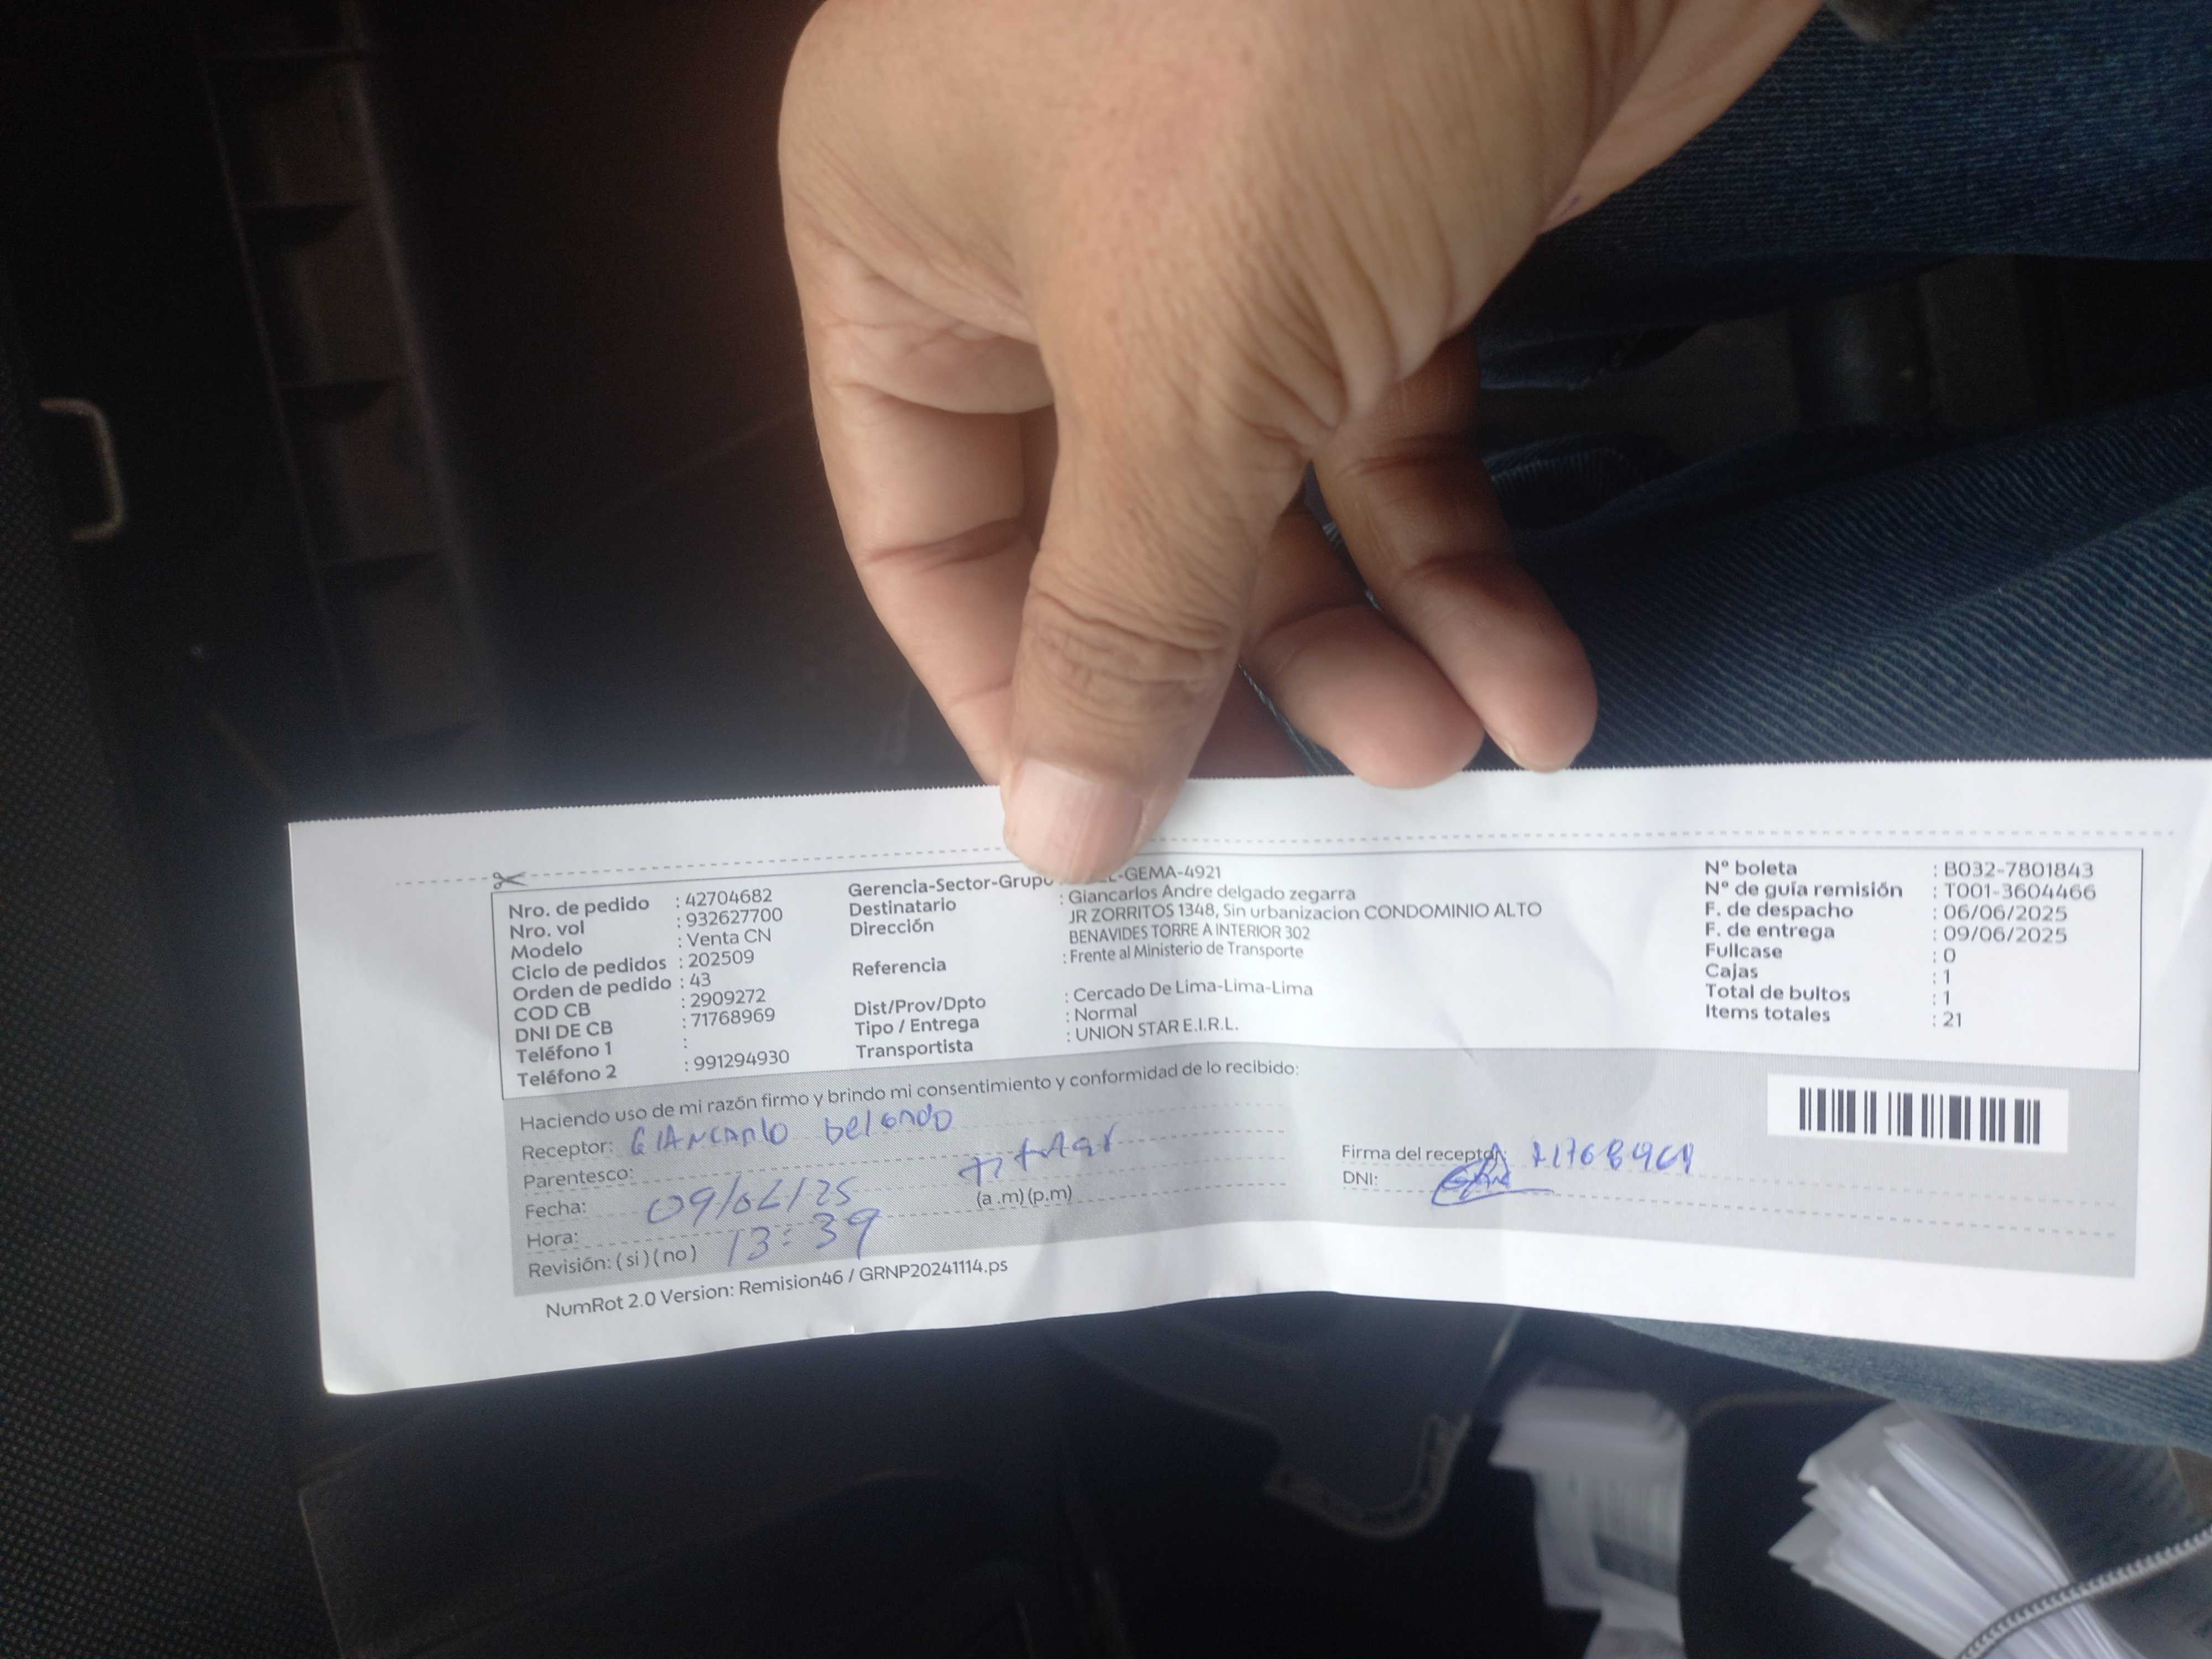 Nro. de pedido : 42704682
Nro. vol : 932627700
Modelo : Venta CN
Ciclo de pedidos : 202509
Orden de pedido : 43
COD CB : 2909272
DNI DE CB : 71768969
Teléfono 1 :
Teléfono 2 : 991294930
Gerencia-Sector-Grupo -GEMA-4921
Destinatario : Giancarlos Andre delgado zegarra
Dirección JR ZORRITOS 1348, Sin urbanizacion CONDOMINIO ALTO
BENAVIDES TORRE A INTERIOR 302
Referencia : Frente al Ministerio de Transporte
Dist/Prov/Dpto : Cercado De Lima-Lima-Lima
Tipo / Entrega : Normal
Transportista : UNION STAR E.I.R.L.
Nº boleta : B032-7801843
Nº de guía remisión : T001-3604466
F. de despacho : 06/06/2025
F. de entrega : 09/06/2025
Fullcase : 0
Cajas : 1
Total de bultos : 1
Items totales : 21
Haciendo uso de mi razón firmo y brindo mi consentimiento y conformidad de lo recibido:
Receptor: GIANCARLO
Parentesco: Titular
Fecha: 09/06/25
Hora: 13:39 (a .m) (p.m)
Revisión: ( si ) ( no )
Firma del receptor:
DNI:
NumRot 2.0 Version: Remision46 / GRNP20241114.ps